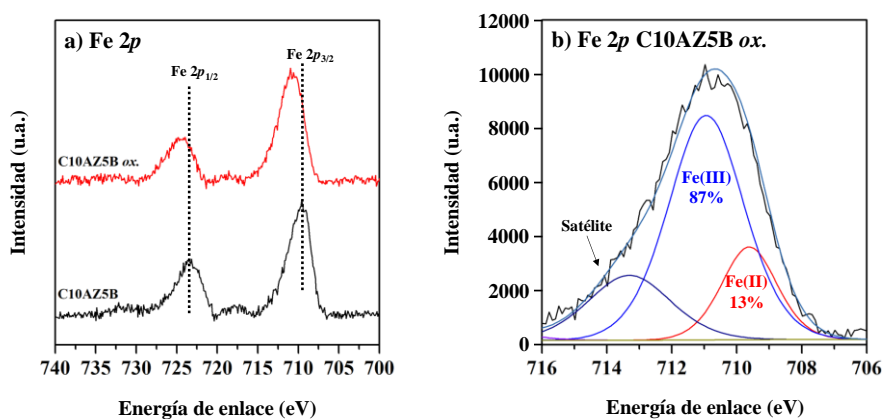 a) Fe 2p
Fe 2p1/2
Fe 2p3/2
C10AZ5B ox.
C10AZ5B
Intensidad (u.a.)
740 735 730 725 720 715 710 705 700
Energía de enlace (eV)
b) Fe 2p C10AZ5B ox.
12000
10000
8000
6000
4000
2000
0
Intensidad (u.a.)
Fe(III)
87%
Satélite
Fe(II)
13%
716 714 712 710 708 706
Energía de enlace (eV)